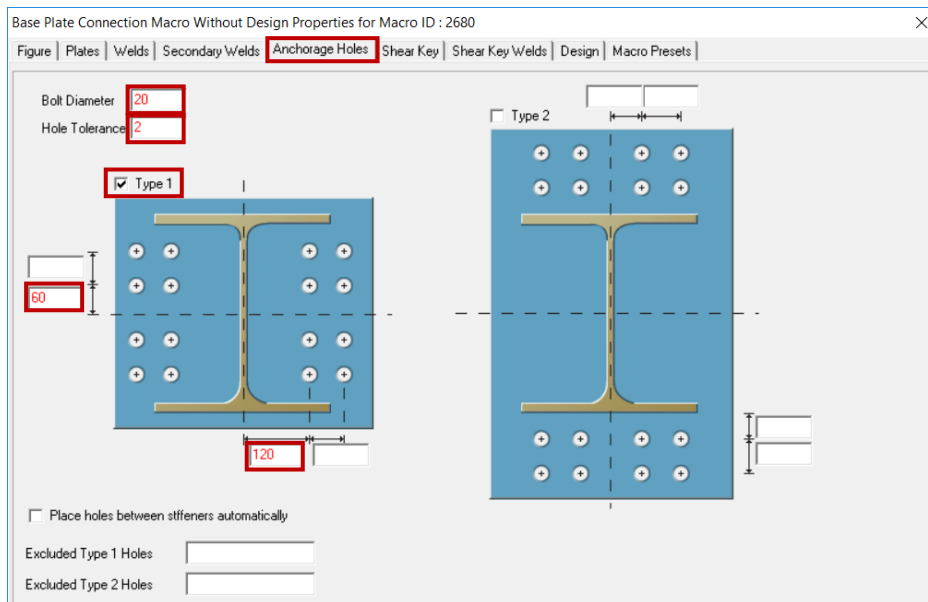 Base Plate Connection Macro Without Design Properties for Macro ID : 2680
Figure Plates Welds Secondary Welds Anchorage Holes Shear Key Shear Key Welds Design Macro Presets
Bolt Diameter 20
Hole Tolerance 2
Type 1
Type 2
60
120
Place holes between stffeners automatically
Excluded Type 1 Holes
Excluded Type 2 Holes